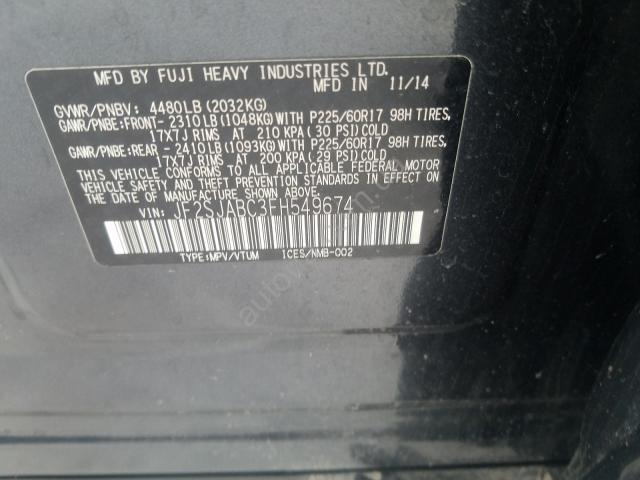 MFD BY FUJI HEAVY INDUSTRIES LTD.
MFD IN 11/14
GVWR/PNBV: 4480LB (2032KG)
GAWR/PNBE:FRONT- 2310LB(1048KG)WITH P225/60R17 98H TIRES,
17X7J RIMS AT 210 KPA (30 PSI)COLD
GAWR/PNBE:REAR - 2410LB(1093KG)WITH P225/60R17 98H TIRES,
17X7J RIMS AT 200 KPA (29 PSI)COLD
THIS VEHICLE CONFORMS TO ALL APPLICABLE FEDERAL MOTOR
VEHICLE SAFETY AND THEFT PREVENTION STANDARDS IN EFFECT ON
THE DATE OF MANUFACTURE SHOWN ABOVE.
VIN: JF2SJABC3FH549674
TYPE:MPV/VTUM ICES/NMB-002